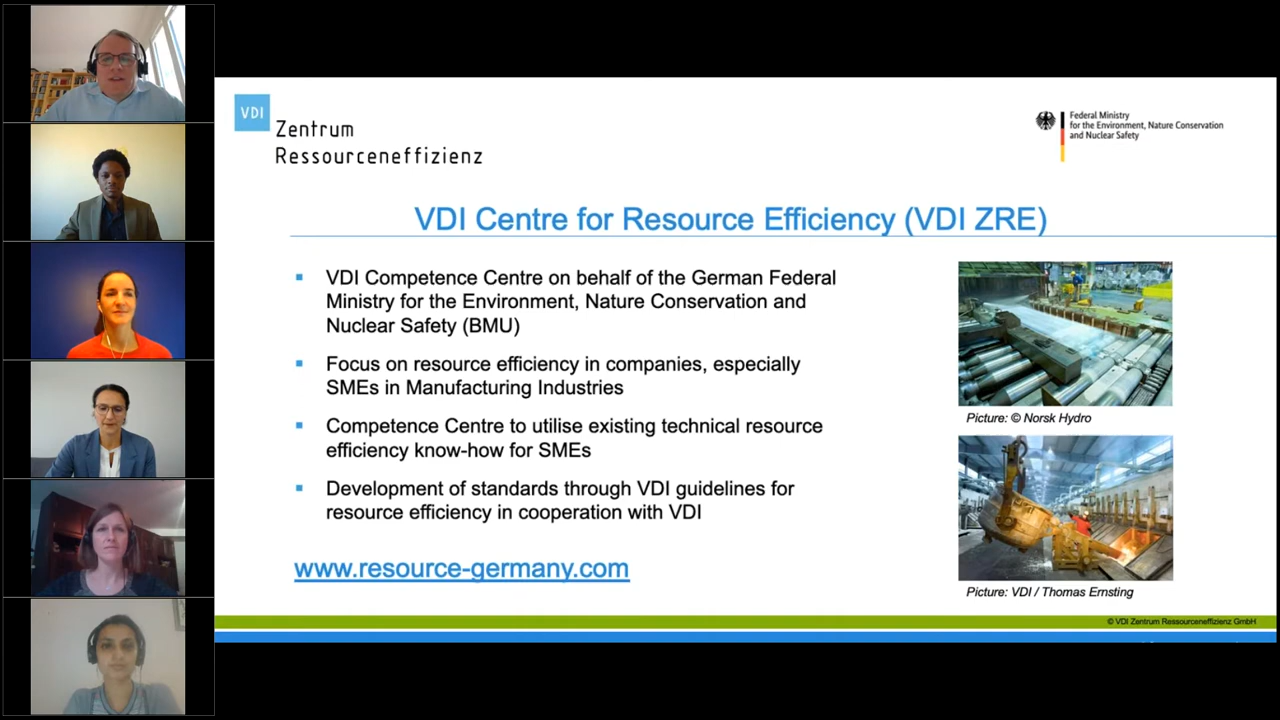 VDI
Zentrum
Ressourceneffizienz
Federal Ministry
for the Environment, Nature Conservation
and Nuclear Safety
VDI Centre for Resource Efficiency (VDI ZRE)
▪ VDI Competence Centre on behalf of the German Federal
Ministry for the Environment, Nature Conservation and
Nuclear Safety (BMU)
▪ Focus on resource efficiency in companies, especially
SMEs in Manufacturing Industries
▪ Competence Centre to utilise existing technical resource
efficiency know-how for SMEs
▪ Development of standards through VDI guidelines for
resource efficiency in cooperation with VDI
www.resource-germany.com
Picture: © Norsk Hydro
Picture: VDI / Thomas Ernsting
© VDI Zentrum Ressourceneffizienz GmbH